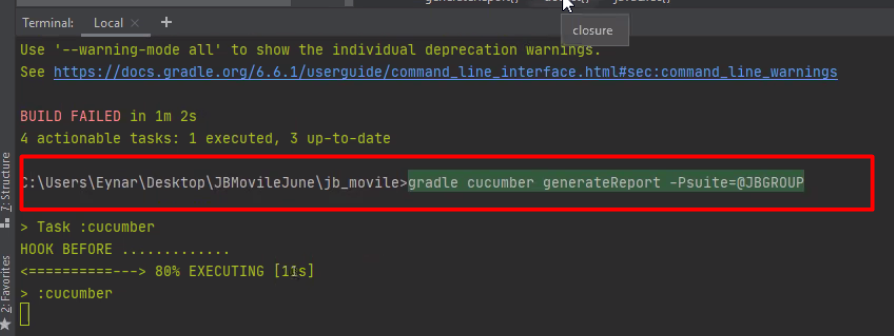 closure
Terminal: Local × +
Use '--warning-mode all' to show the individual deprecation warnings.
See https://docs.gradle.org/6.6.1/userguide/command_line_interface.html#sec:command_line_warnings
BUILD FAILED in 1m 2s
4 actionable tasks: 1 executed, 3 up-to-date
C:\Users\Eynar\Desktop\JBMovileJune\jb_movile>gradle cucumber generateReport -Psuite=@JBGROUP
> Task :cucumber
HOOK BEFORE .............
<==========---> 80% EXECUTING [11s]
> :cucumber
7: Structure
2: Favorites